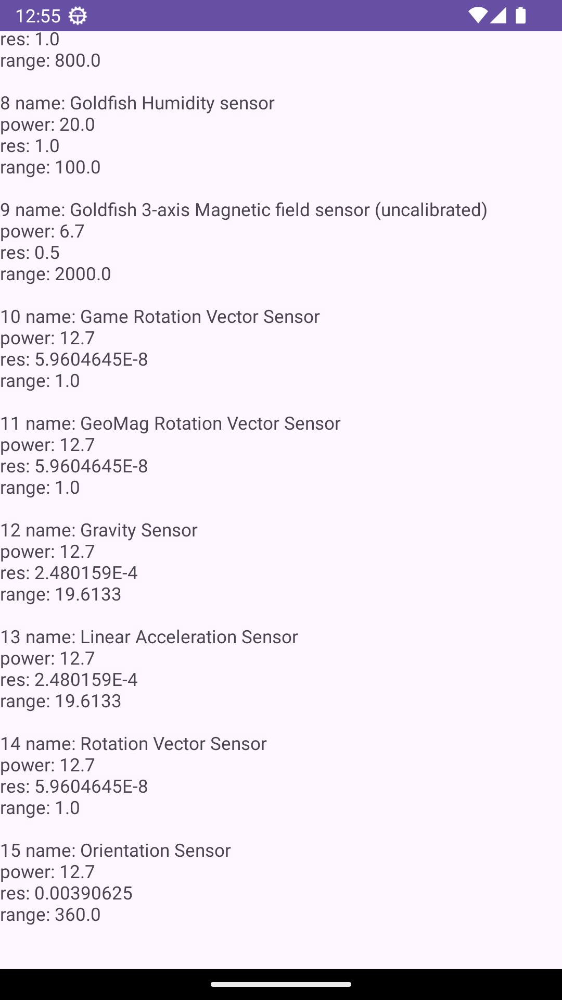 12:55
res: 1.0
range: 800.0
8 name: Goldfish Humidity sensor
power: 20.0
res: 1.0
range: 100.0
9 name: Goldfish 3-axis Magnetic field sensor (uncalibrated)
power: 6.7
res: 0.5
range: 2000.0
10 name: Game Rotation Vector Sensor
power: 12.7
res: 5.9604645E-8
range: 1.0
11 name: GeoMag Rotation Vector Sensor
power: 12.7
res: 5.9604645E-8
range: 1.0
12 name: Gravity Sensor
power: 12.7
res: 2.480159E-4
range: 19.6133
13 name: Linear Acceleration Sensor
power: 12.7
res: 2.480159E-4
range: 19.6133
14 name: Rotation Vector Sensor
power: 12.7
res: 5.9604645E-8
range: 1.0
15 name: Orientation Sensor
power: 12.7
res: 0.00390625
range: 360.0